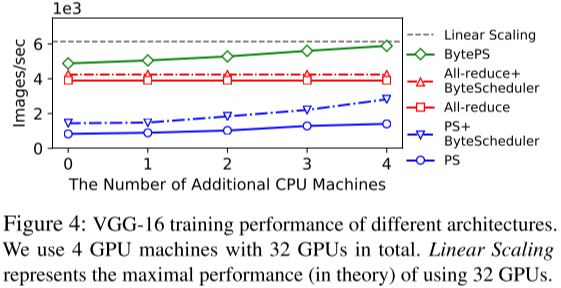 1e3
Images/sec
6
4
2
0
0 1 2 3 4
The Number of Additional CPU Machines
Linear Scaling
BytePS
All-reduce+
ByteScheduler
All-reduce
PS+
ByteScheduler
PS
Figure 4: VGG-16 training performance of different architectures.
We use 4 GPU machines with 32 GPUs in total. Linear Scaling
represents the maximal performance (in theory) of using 32 GPUs.